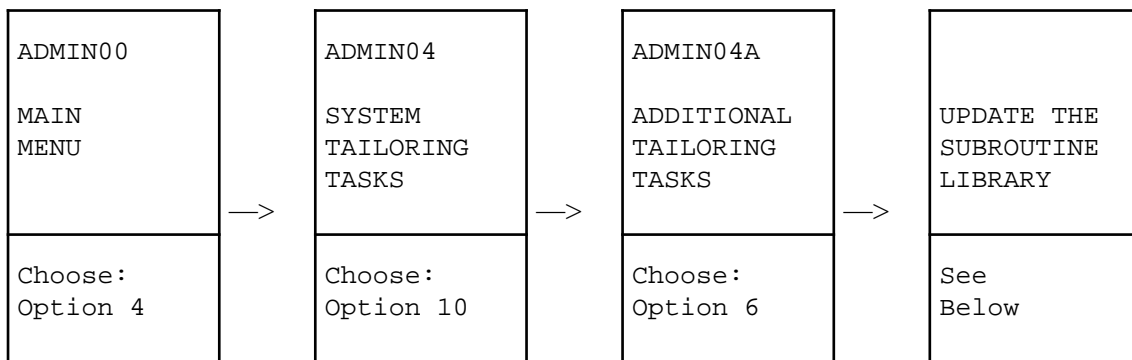 ADMIN00
MAIN
MENU
Choose:
Option 4
—>
ADMIN04
SYSTEM
TAILORING
TASKS
Choose:
Option 10
—>
ADMIN04A
ADDITIONAL
TAILORING
TASKS
Choose:
Option 6
—>
UPDATE THE
SUBROUTINE
LIBRARY
See
Below